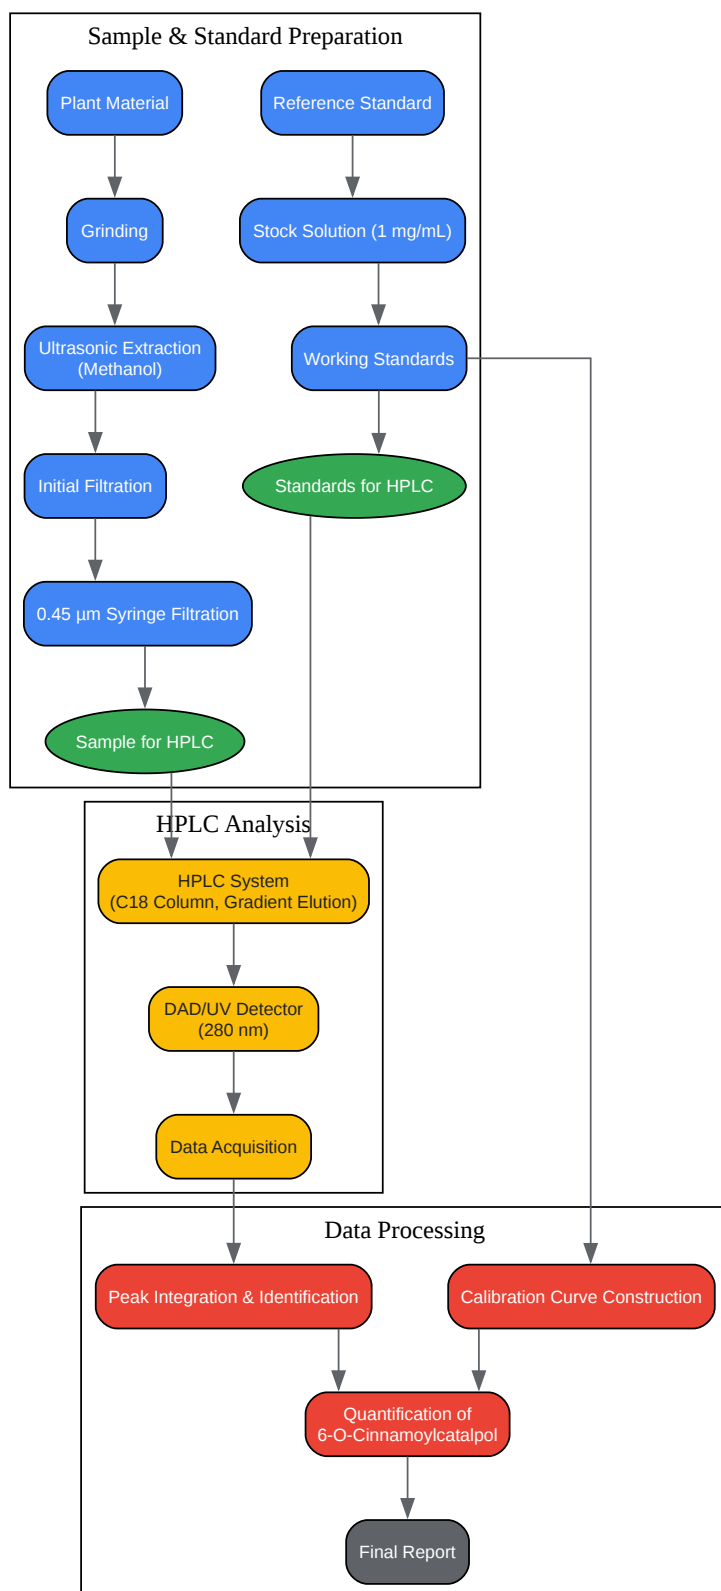 Sample & Standard Preparation
Plant Material
Reference Standard
Grinding
Stock Solution (1 mg/mL)
Ultrasonic Extraction
(Methanol)
Working Standards
Initial Filtration
Standards for HPLC
0.45 µm Syringe Filtration
Sample for HPLC
HPLC Analysis
HPLC System
(C18 Column, Gradient Elution)
DAD/UV Detector
(280 nm)
Data Acquisition
Data Processing
Peak Integration & Identification
Calibration Curve Construction
Quantification of
6-O-Cinnamoylcatalpol
Final Report